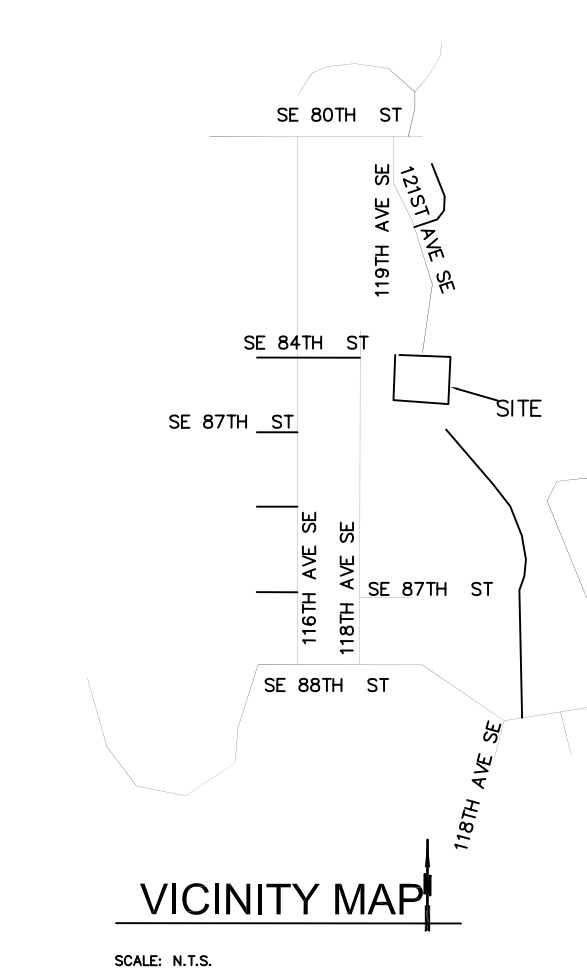 SE 80TH ST
119TH AVE SE
121ST AVE SE
SE 84TH ST
SITE
SE 87TH ST
116TH AVE SE
118TH AVE SE
SE 87TH ST
SE 88TH ST
118TH AVE SE
VICINITY MAP
SCALE: N.T.S.